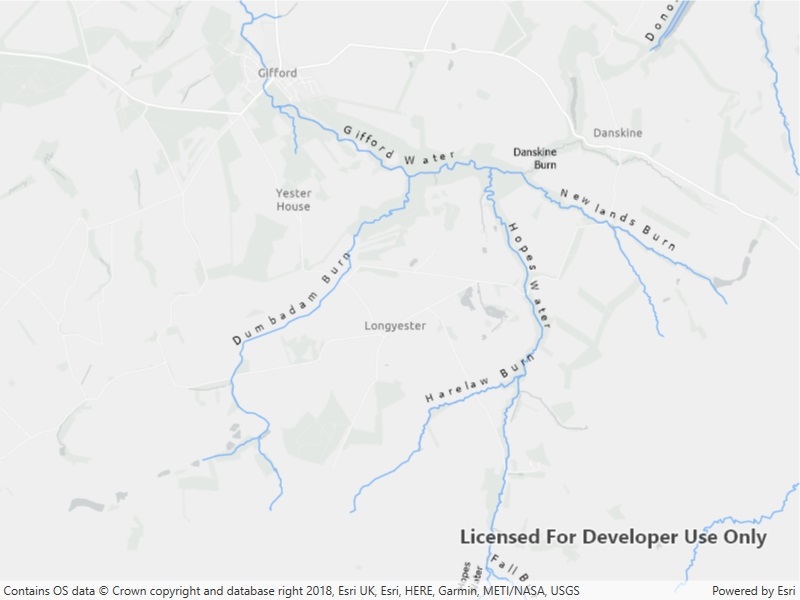 Gifford
Gifford Water
Danskine
Danskine
Burn
Yester
House
Newlands Burn
Hopes Water
Dumbadam Burn
Longyester
Harelaw Burn
Licensed For Developer Use Only
Fall B
Contains OS data © Crown copyright and database right 2018, Esri UK, Esri, HERE, Garmin, METI/NASA, USGS
Powered by Esri